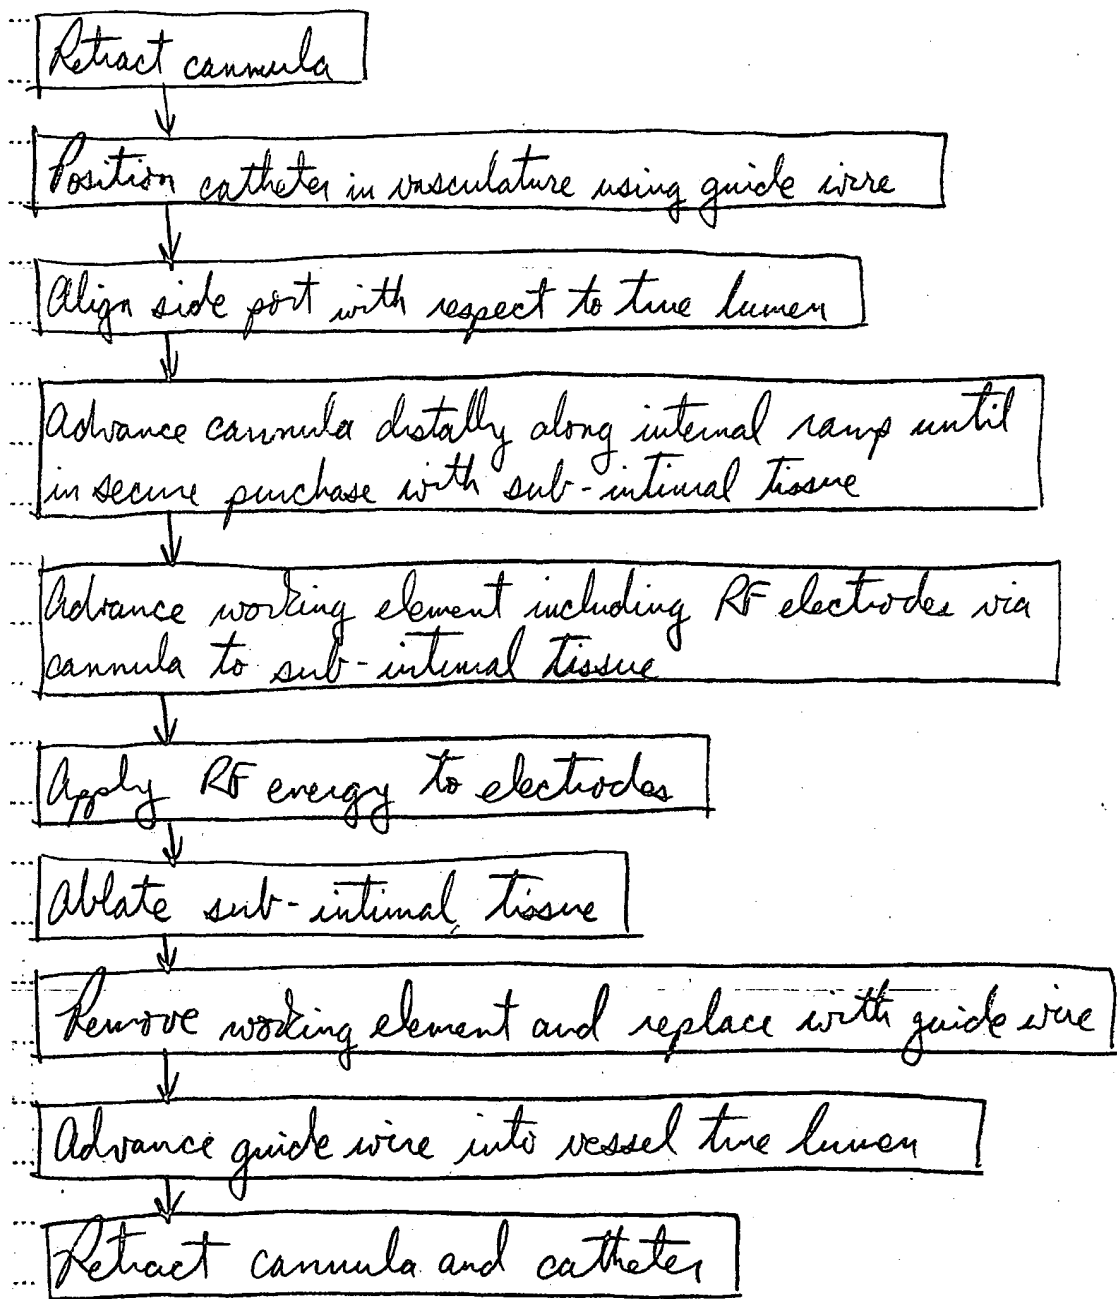 Retract cannula
Position catheter in vasculature using guide wire
Align side port with respect to true lumen
Advance cannula distally along internal ramp until
in secure purchase with sub-intimal tissue
Advance working element including RF electrodes via
cannula to sub-intimal tissue
Apply RF energy to electrodes
Ablate sub-intimal tissue
Remove working element and replace with guide wire
Advance guide wire into vessel true lumen
Retract cannula and catheter